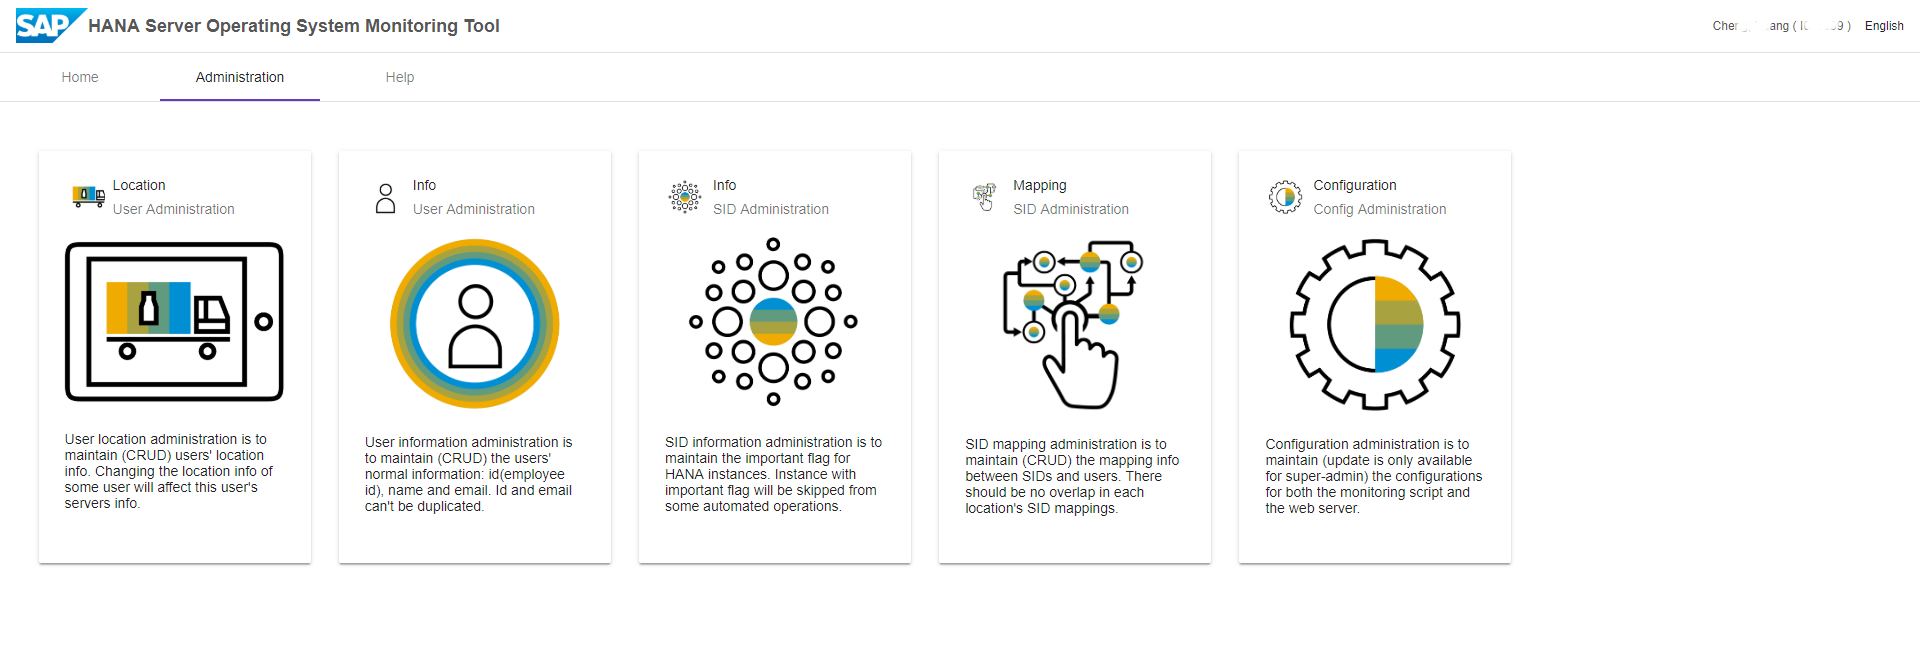 SAP HANA Server Operating System Monitoring Tool
English
Home Administration Help
Location
User Administration
User location administration is to
maintain (CRUD) users' location
info. Changing the location info of
some user will affect this user's
servers info.
Info
User Administration
User information administration is
to maintain (CRUD) the users'
normal information: id(employee
id), name and email. Id and email
can't be duplicated.
Info
SID Administration
SID information administration is to
maintain the important flag for
HANA instances. Instance with
important flag will be skipped from
some automated operations.
Mapping
SID Administration
SID mapping administration is to
maintain (CRUD) the mapping info
between SIDs and users. There
should be no overlap in each
location's SID mappings.
Configuration
Config Administration
Configuration administration is to
maintain (update is only available
for super-admin) the configurations
for both the monitoring script and
the web server.